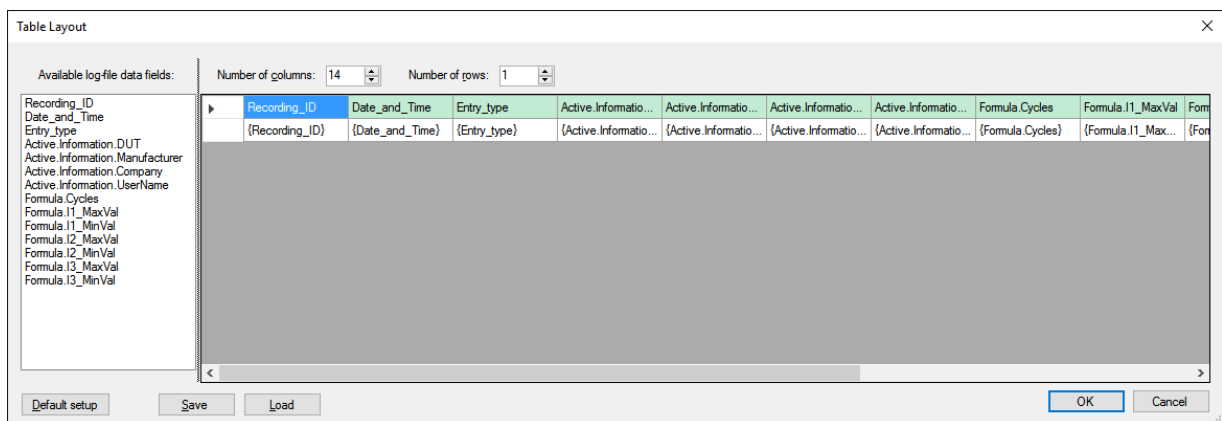 Table Layout
Available log-file data fields:
Number of columns: 14 Number of rows: 1
Recording_ID
Date_and_Time
Entry_type
Active.Information.DUT
Active.Information.Manufacturer
Active.Information.Company
Active.Information.UserName
Formula.Cycles
Formula.I1_MaxVal
Formula.I1_MinVal
Formula.I2_MaxVal
Formula.I2_MinVal
Formula.I3_MaxVal
Formula.I3_MinVal
Recording_ID Date_and_Time Entry_type Active.Informatio... Active.Informatio... Active.Informatio... Active.Informatio... Formula.Cycles Formula.I1_MaxVal Form
{Recording_ID} {Date_and_Time} {Entry_type} {Active.Informatio... {Active.Informatio... {Active.Informatio... {Active.Informatio... {Formula.Cycles} {Formula.I1_Max... {For
Default setup Save Load OK Cancel